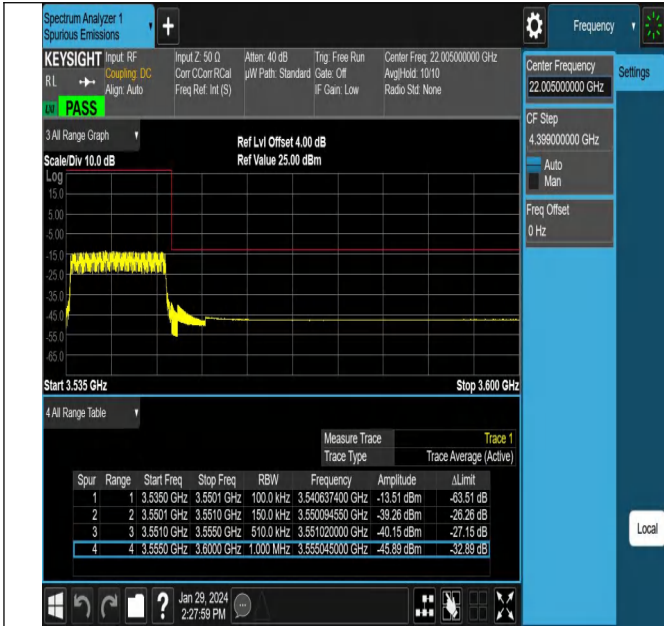 Spectrum Analyzer 1
Spurious Emissions
Frequency
KEYSIGHT
RL
Input: RF
Coupling: DC
Align: Auto
Input Z: 50 Ω
Corr CCorr RCal
Freq Ref: Int (S)
Atten: 40 dB
µW Path: Standard
Trig: Free Run
Gate: Off
IF Gain: Low
Center Freq: 22.005000000 GHz
Avg|Hold: 10/10
Radio Std: None
PASS
Center Frequency
22.005000000 GHz
Settings
CF Step
4.399000000 GHz
Auto
Man
Freq Offset
0 Hz
3 All Range Graph
Scale/Div 10.0 dB
Ref Lvl Offset 4.00 dB
Ref Value 25.00 dBm
Log
15.0
5.00
-5.00
-15.0
-25.0
-35.0
-45.0
-55.0
-65.0
Start 3.535 GHz
Stop 3.600 GHz
4 All Range Table
Measure Trace Trace 1
Trace Type Trace Average (Active)
Spur Range Start Freq Stop Freq RBW Frequency Amplitude ΔLimit
1 1 3.5350 GHz 3.5501 GHz 100.0 kHz 3.540637400 GHz -13.51 dBm -63.51 dB
2 2 3.5501 GHz 3.5510 GHz 150.0 kHz 3.550094550 GHz -39.26 dBm -26.26 dB
3 3 3.5510 GHz 3.5550 GHz 510.0 kHz 3.551020000 GHz -40.15 dBm -27.15 dB
4 4 3.5550 GHz 3.6000 GHz 1.000 MHz 3.555045000 GHz -45.89 dBm -32.89 dB
Local
Jan 29, 2024
2:27:59 PM